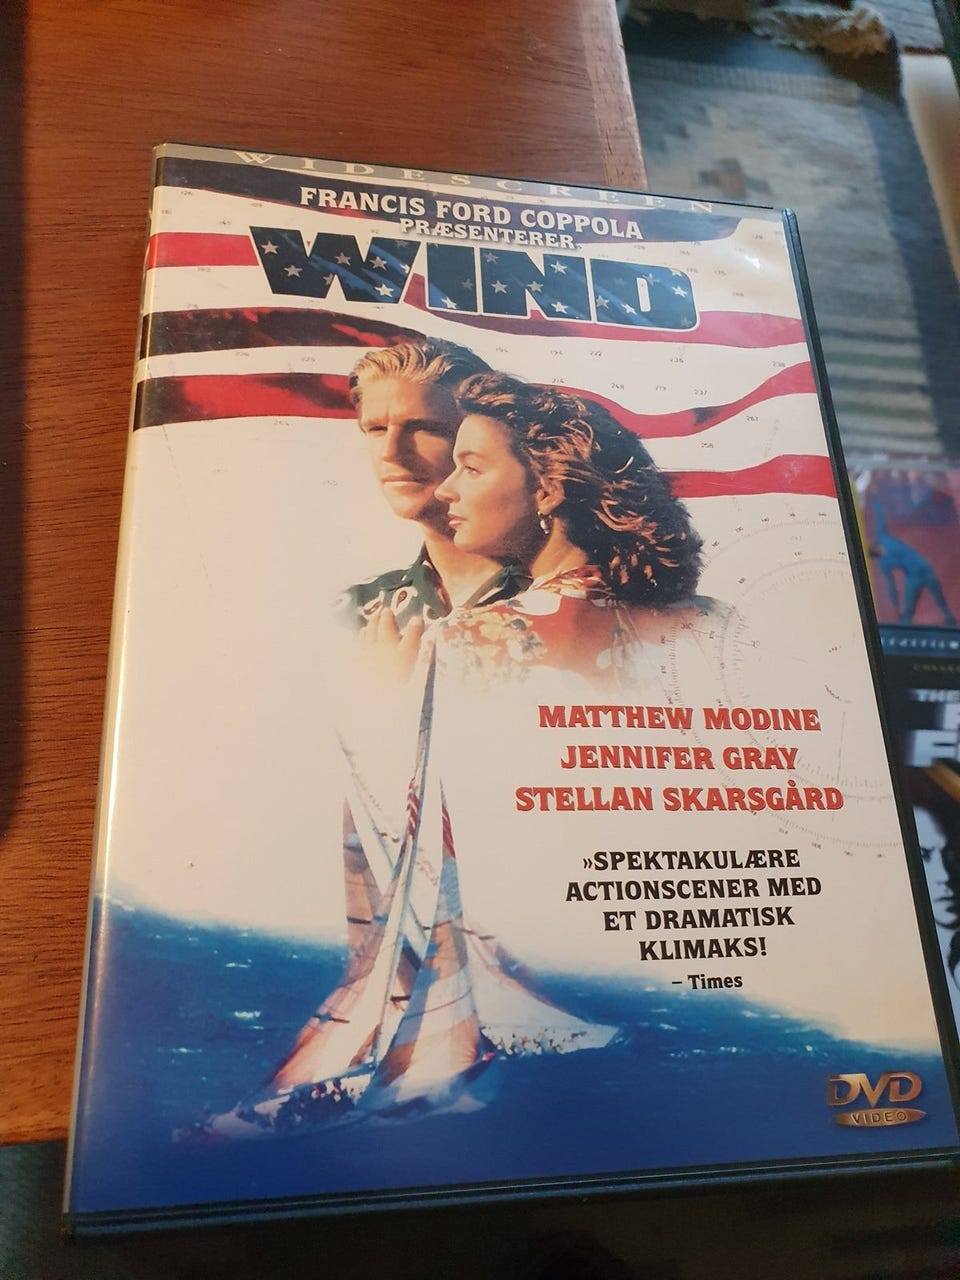 WIDESCREEN
FRANCIS FORD COPPOLA
PRÆSENTERER
WIND
MATTHEW MODINE
JENNIFER GRAY
STELLAN SKARSGÅRD
»SPEKTAKULÆRE
ACTIONSCENER MED
ET DRAMATISK
KLIMAKS!
– Times
DVD
VIDEO
THE